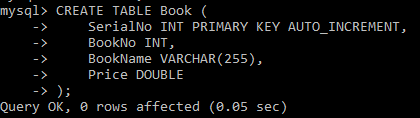 mysql> CREATE TABLE Book (
    ->     SerialNo INT PRIMARY KEY AUTO_INCREMENT,
    ->     BookNo INT,
    ->     BookName VARCHAR(255),
    ->     Price DOUBLE
    -> );
Query OK, 0 rows affected (0.05 sec)